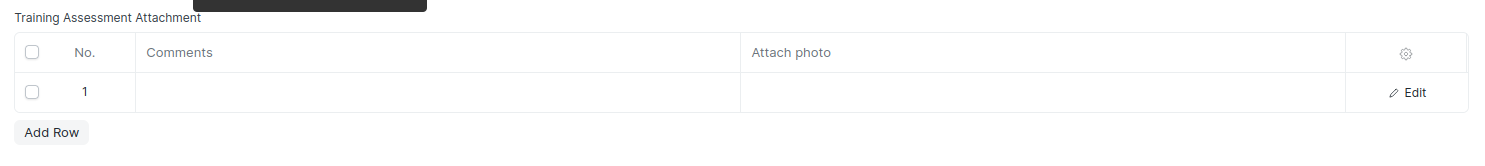 Training Assessment Attachment
No. Comments Attach photo
1 Edit
Add Row